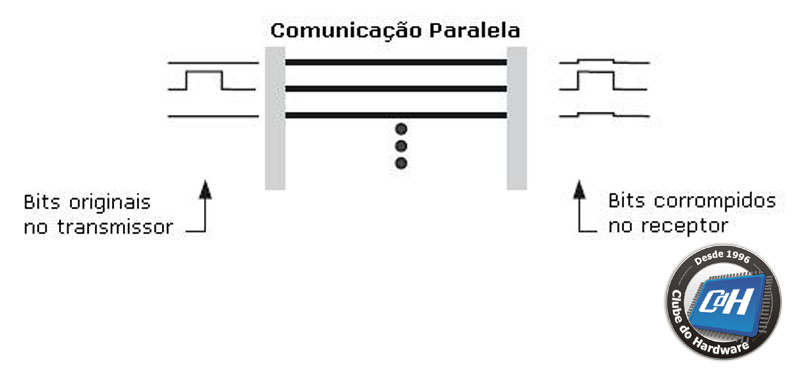 Comunicação Paralela
Bits originais
no transmissor
Bits corrompidos
no receptor
Desde 1996
CdH
Clube do Hardware